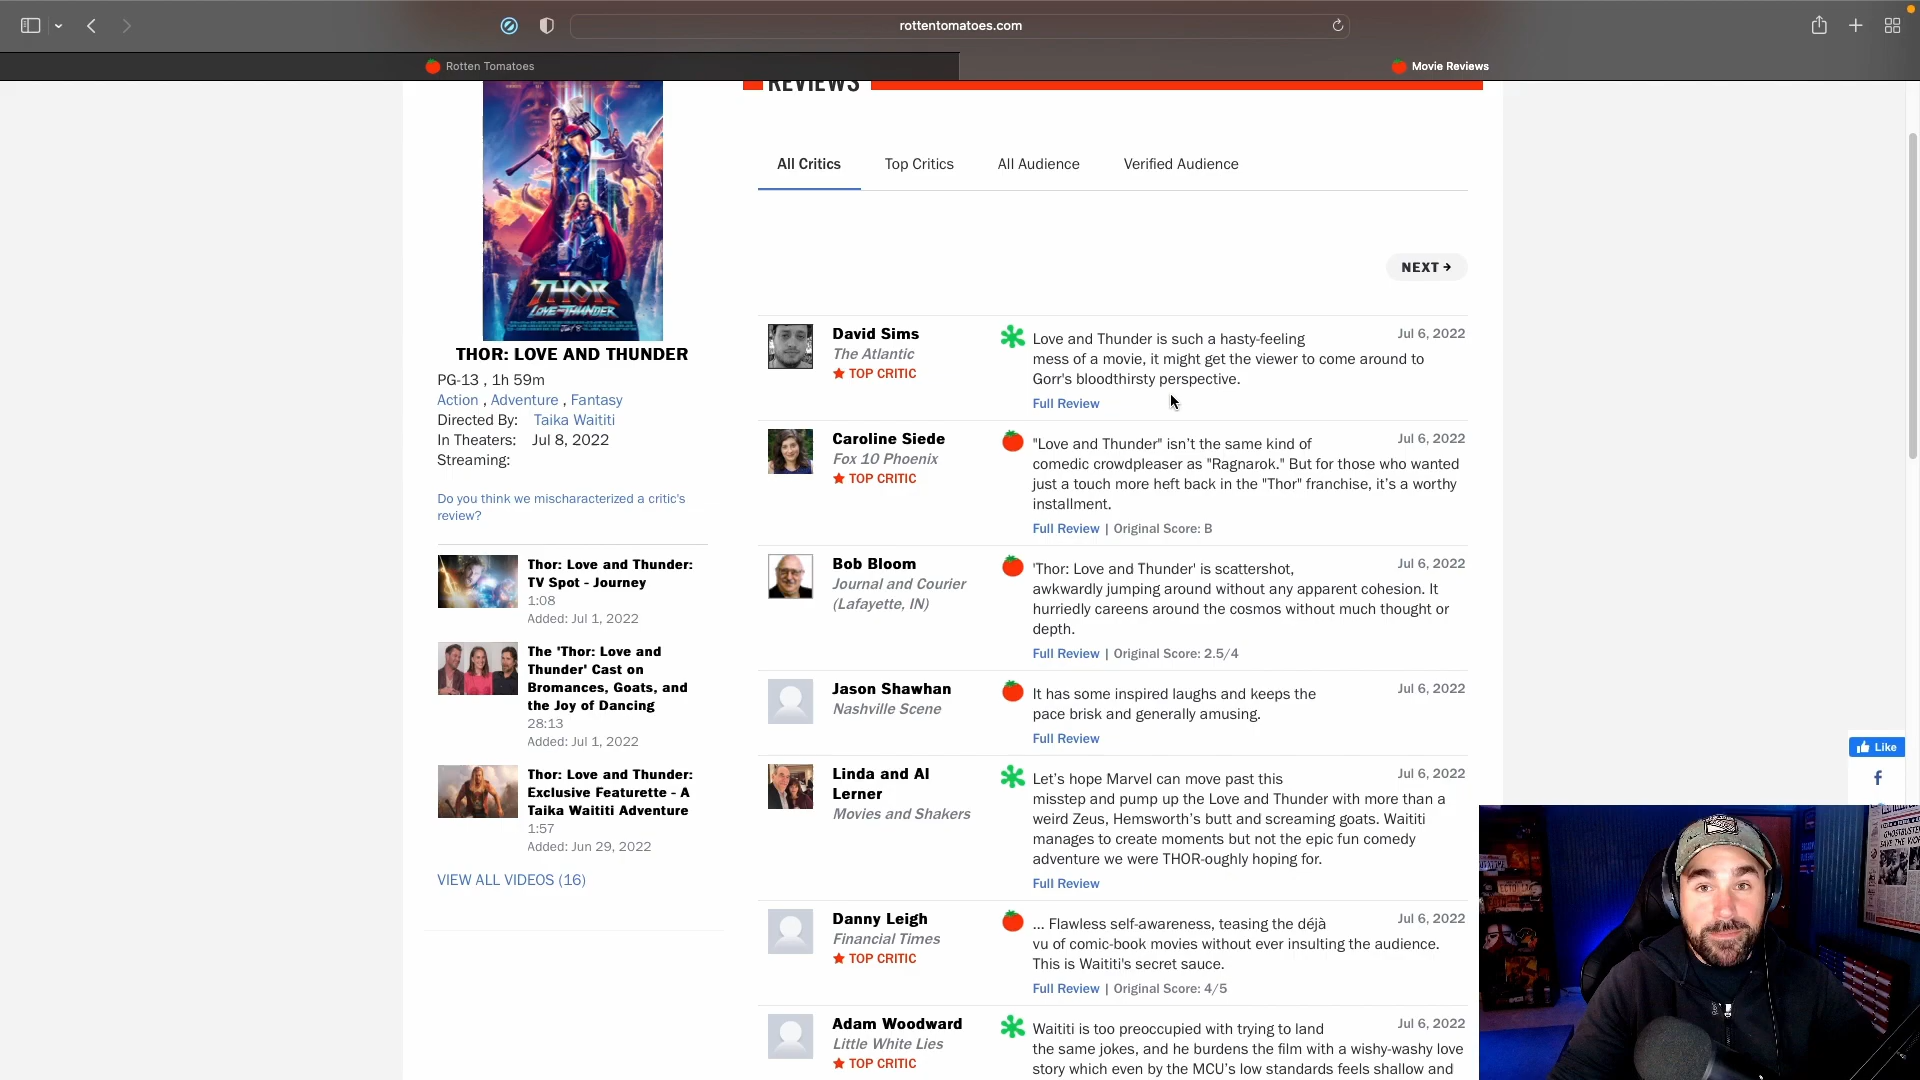 rottentomatoes.com
Rotten Tomatoes
Movie Reviews
REVIEWS
THOR
LOVE AND THUNDER
THOR: LOVE AND THUNDER
PG-13 , 1h 59m
Action , Adventure , Fantasy
Directed By: Taika Waititi
In Theaters: Jul 8, 2022
Streaming:
Do you think we mischaracterized a critic's
review?
Thor: Love and Thunder:
TV Spot - Journey
1:08
Added: Jul 1, 2022
The 'Thor: Love and
Thunder' Cast on
Bromances, Goats, and
the Joy of Dancing
28:13
Added: Jul 1, 2022
Thor: Love and Thunder:
Exclusive Featurette - A
Taika Waititi Adventure
1:57
Added: Jun 29, 2022
VIEW ALL VIDEOS (16)
All Critics Top Critics All Audience Verified Audience
NEXT
David Sims
The Atlantic
TOP CRITIC
Love and Thunder is such a hasty-feeling
mess of a movie, it might get the viewer to come around to
Gorr's bloodthirsty perspective.
Full Review
Jul 6, 2022
Caroline Siede
Fox 10 Phoenix
TOP CRITIC
"Love and Thunder" isn’t the same kind of
comedic crowdpleaser as "Ragnarok." But for those who wanted
just a touch more heft back in the "Thor" franchise, it’s a worthy
installment.
Full Review | Original Score: B
Jul 6, 2022
Bob Bloom
Journal and Courier
(Lafayette, IN)
'Thor: Love and Thunder' is scattershot,
awkwardly jumping around without any apparent cohesion. It
hurriedly careens around the cosmos without much thought or
depth.
Full Review | Original Score: 2.5/4
Jul 6, 2022
Jason Shawhan
Nashville Scene
It has some inspired laughs and keeps the
pace brisk and generally amusing.
Full Review
Jul 6, 2022
Linda and Al
Lerner
Movies and Shakers
Let’s hope Marvel can move past this
misstep and pump up the Love and Thunder with more than a
weird Zeus, Hemsworth’s butt and screaming goats. Waititi
manages to create moments but not the epic fun comedy
adventure we were THOR-oughly hoping for.
Full Review
Jul 6, 2022
Danny Leigh
Financial Times
TOP CRITIC
... Flawless self-awareness, teasing the déjà
vu of comic-book movies without ever insulting the audience.
This is Waititi's secret sauce.
Full Review | Original Score: 4/5
Jul 6, 2022
Adam Woodward
Little White Lies
TOP CRITIC
Waititi is too preoccupied with trying to land
the same jokes, and he burdens the film with a wishy-washy love
story which even by the MCU’s low standards feels shallow and
Jul 6, 2022
Like